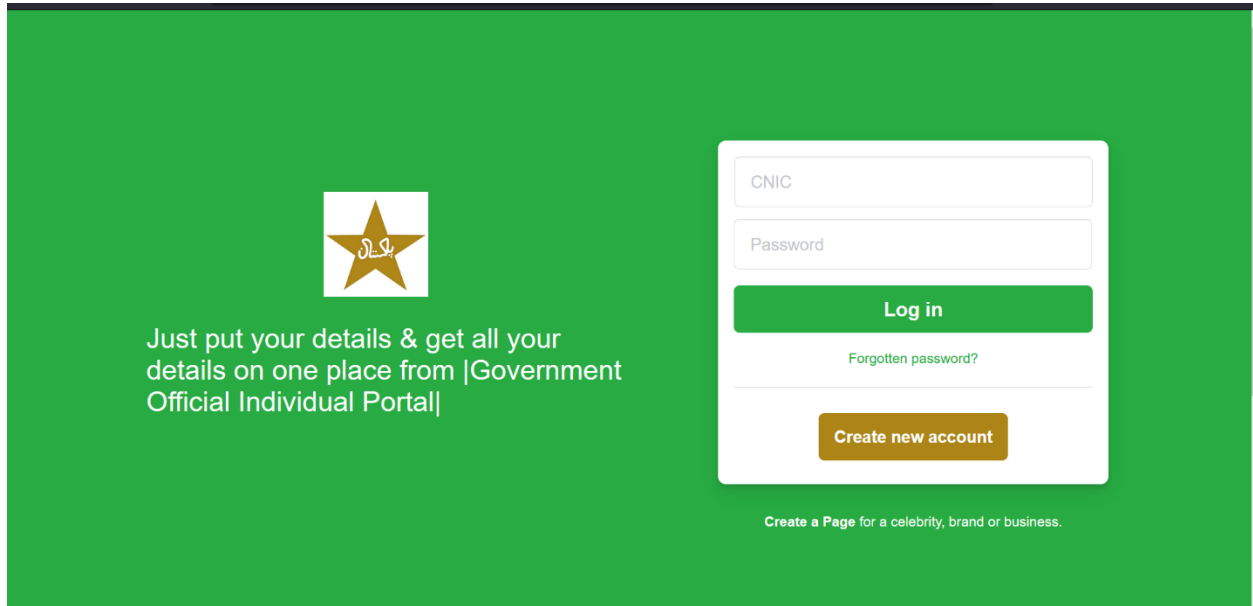 پاکستان
Just put your details & get all your
details on one place from |Government
Official Individual Portal|
CNIC
Password
Log in
Forgotten password?
Create new account
Create a Page for a celebrity, brand or business.